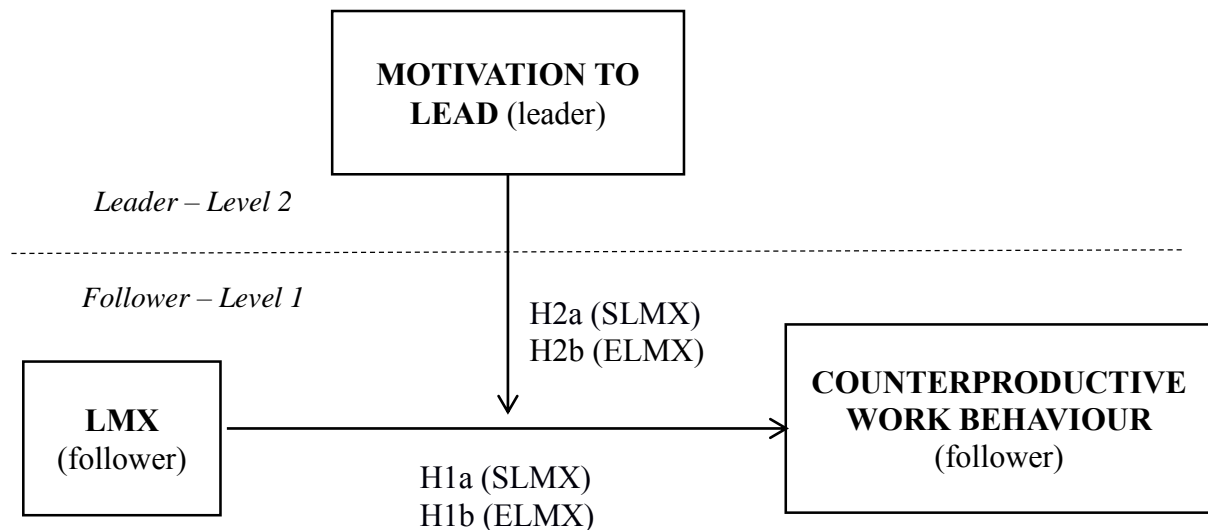 MOTIVATION TO
LEAD (leader)
Leader – Level 2
Follower – Level 1
H2a (SLMX)
H2b (ELMX)
LMX
(follower)
COUNTERPRODUCTIVE
WORK BEHAVIOUR
(follower)
H1a (SLMX)
H1b (ELMX)